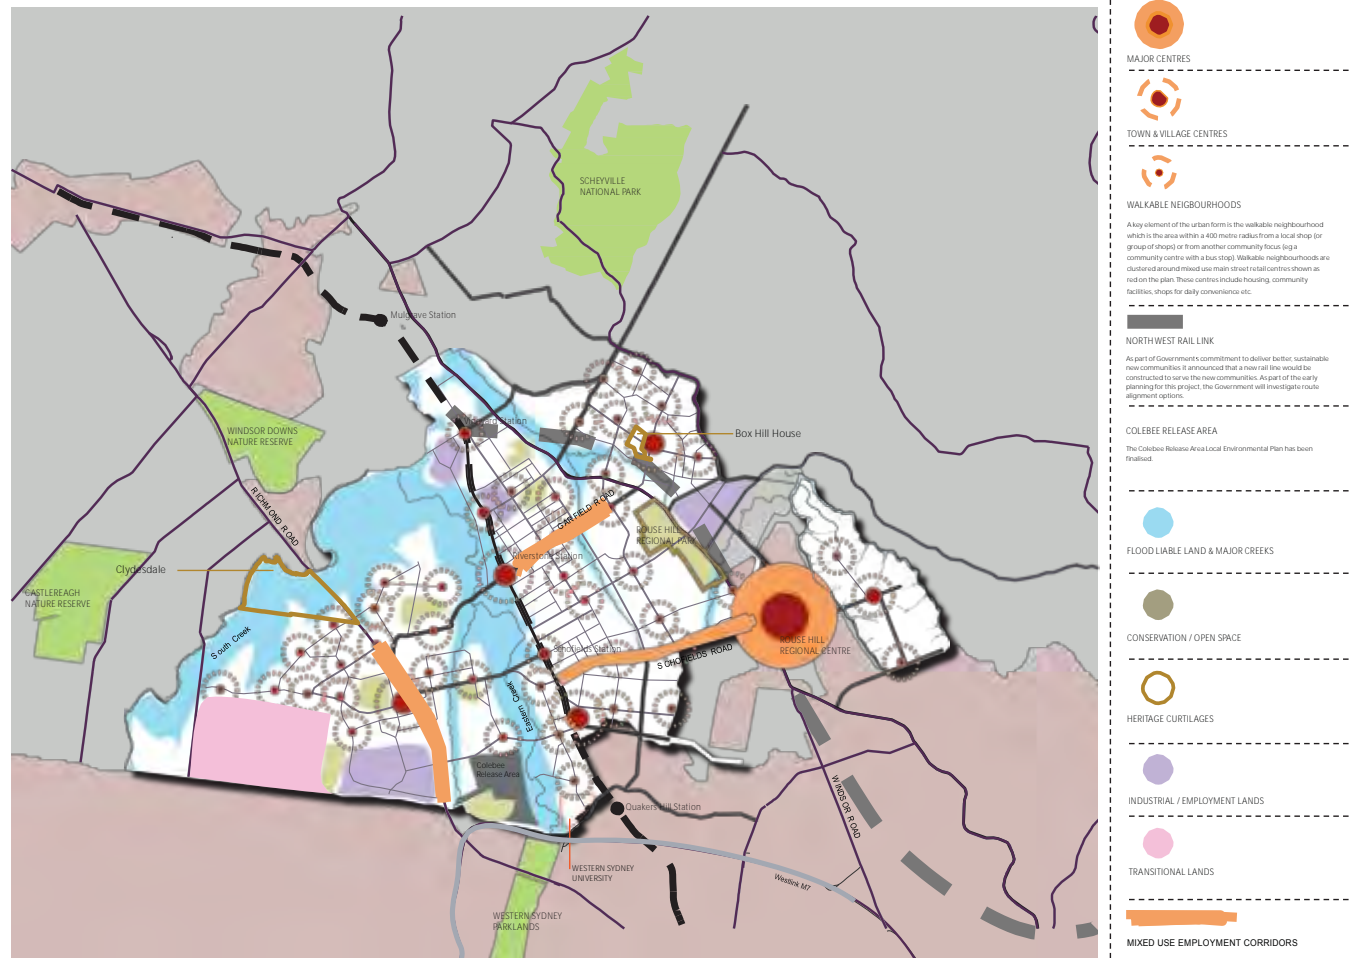 SCHEYVILLE
NATIONAL PARK
Mulgrave Station
Station
Box Hill House
WINDSOR DOWNS
NATURE RESERVE
RICHMOND ROAD
GARFIELD ROAD
ROUSE HILL
REGIONAL PARK
Riverstone Station
Clydesdale
CASTLEREAGH
NATURE RESERVE
South Creek
Schofields Station
SCHOFIELDS ROAD
ROUSE HILL
REGIONAL CENTRE
Eastern Creek
Colebee
Release Area
Quakers Hill Station
WINDSOR ROAD
WESTERN SYDNEY
UNIVERSITY
Westlink M7
WESTERN SYDNEY
PARKLANDS
MAJOR CENTRES
TOWN & VILLAGE CENTRES
WALKABLE NEIGBOURHOODS
A key element of the urban form is the walkable neighbourhood
which is the area within a 400 metre radius from a local shop (or
group of shops) or from another community focus (eg a
community centre with a bus stop). Walkable neighbourhoods are
clustered around mixed use main street retail centres shown as
red on the plan. These centres include housing, community
facilities, shops for daily convenience etc.
NORTH WEST RAIL LINK
As part of Governments commitment to deliver better, sustainable
new communities it announced that a new rail line would be
constructed to serve the new communities. As part of the early
planning for this project, the Government will investigate route
alignment options.
COLEBEE RELEASE AREA
The Colebee Release Area Local Environmental Plan has been
finalised.
FLOOD LIABLE LAND & MAJOR CREEKS
CONSERVATION / OPEN SPACE
HERITAGE CURTILAGES
INDUSTRIAL / EMPLOYMENT LANDS
TRANSITIONAL LANDS
MIXED USE EMPLOYMENT CORRIDORS